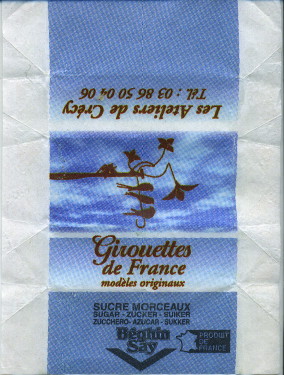 Les Ateliers de Crécy
Tél. : 03 86 50 04 06
Girouettes
de France
modèles originaux
SUCRE MORCEAUX
SUGAR - ZUCKER - SUIKER
ZUCCHERO - AZUCAR - SUKKER
Béghin
Say
PRODUIT
DE
FRANCE